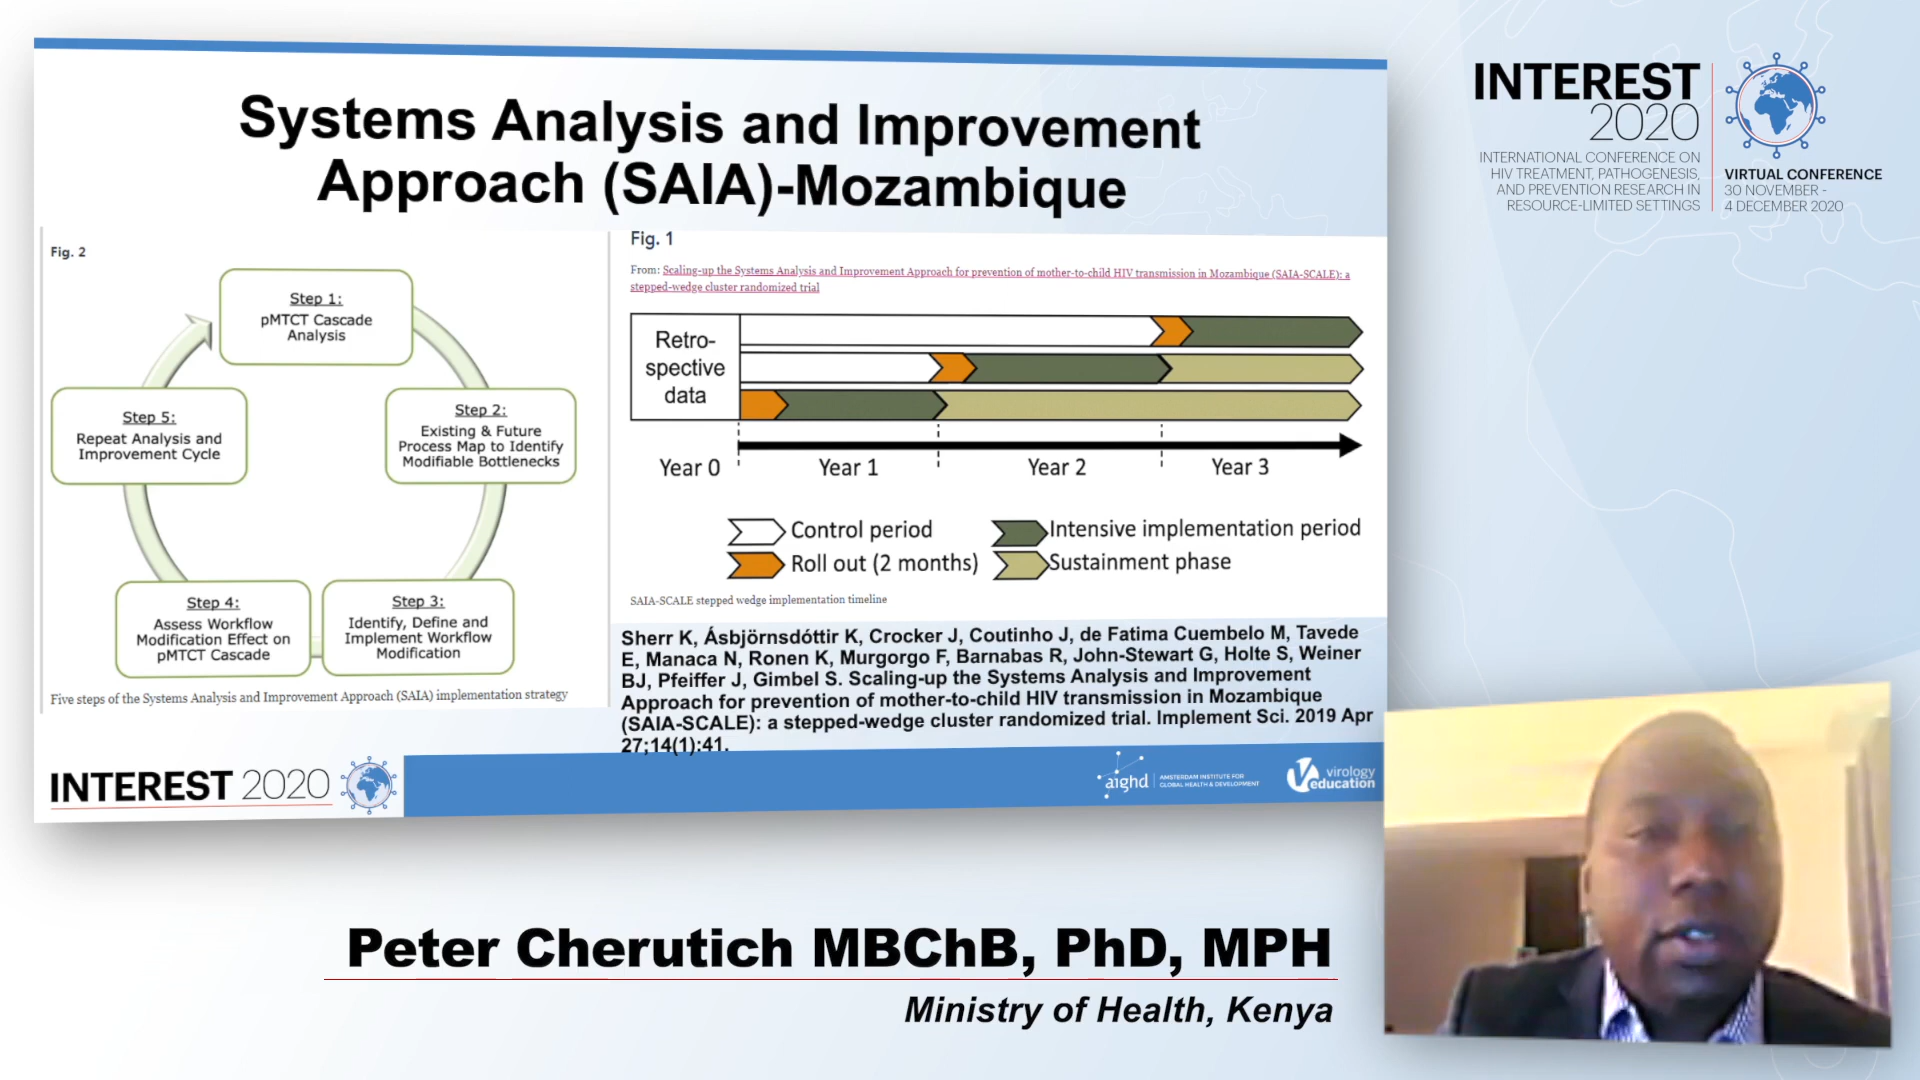 Systems Analysis and Improvement
Approach (SAIA)-Mozambique
Fig. 2
Step 1:
pMTCT Cascade
Analysis
Step 2:
Existing & Future
Process Map to Identify
Modifiable Bottlenecks
Step 3:
Identify, Define and
Implement Workflow
Modification
Step 4:
Assess Workflow
Modification Effect on
pMTCT Cascade
Step 5:
Repeat Analysis and
Improvement Cycle
Five steps of the Systems Analysis and Improvement Approach (SAIA) implementation strategy
Fig. 1
From: Scaling-up the Systems Analysis and Improvement Approach for prevention of mother-to-child HIV transmission in Mozambique (SAIA-SCALE): a
stepped-wedge cluster randomized trial
Retro-
spective
data
Year 0
Year 1
Year 2
Year 3
Control period
Intensive implementation period
Roll out (2 months)
Sustainment phase
SAIA-SCALE stepped wedge implementation timeline
Sherr K, Ásbjörnsdóttir K, Crocker J, Coutinho J, de Fatima Cuembelo M, Tavede
E, Manaca N, Ronen K, Murgorgo F, Barnabas R, John-Stewart G, Holte S, Weiner
BJ, Pfeiffer J, Gimbel S. Scaling-up the Systems Analysis and Improvement
Approach for prevention of mother-to-child HIV transmission in Mozambique
(SAIA-SCALE): a stepped-wedge cluster randomized trial. Implement Sci. 2019 Apr
27;14(1):41.
INTEREST 2020
aighd
AMSTERDAM INSTITUTE FOR
GLOBAL HEALTH & DEVELOPMENT
virology
education
INTEREST
2020
INTERNATIONAL CONFERENCE ON
HIV TREATMENT, PATHOGENESIS,
AND PREVENTION RESEARCH IN
RESOURCE-LIMITED SETTINGS
VIRTUAL CONFERENCE
30 NOVEMBER -
4 DECEMBER 2020
Peter Cherutich MBChB, PhD, MPH
Ministry of Health, Kenya